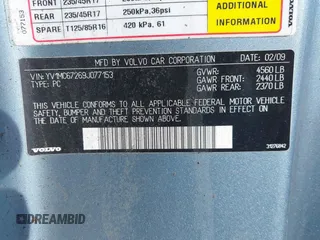 235/45R17
235/45R17 250kPa,36psi
T125/85R16 420 kPa, 61
SPARE
ADDITIONAL
INFORMATION
077153
MFD BY VOLVO CAR CORPORATION DATE 02/09
VIN: YV1MC67269J077153 GVWR: 4560 LB
TYPE: PC GAWR FRONT: 2440 LB
GAWR REAR: 2370 LB
THIS VEHICLE CONFORMS TO ALL APPLICABLE U.S. FEDERAL MOTOR VEHICLE
SAFETY, BUMPER AND THEFT PREVENTION STANDARDS IN EFFECT ON
THE DATE OF MANUFACTURE SHOWN ABOVE.
VOLVO
DREAMBID